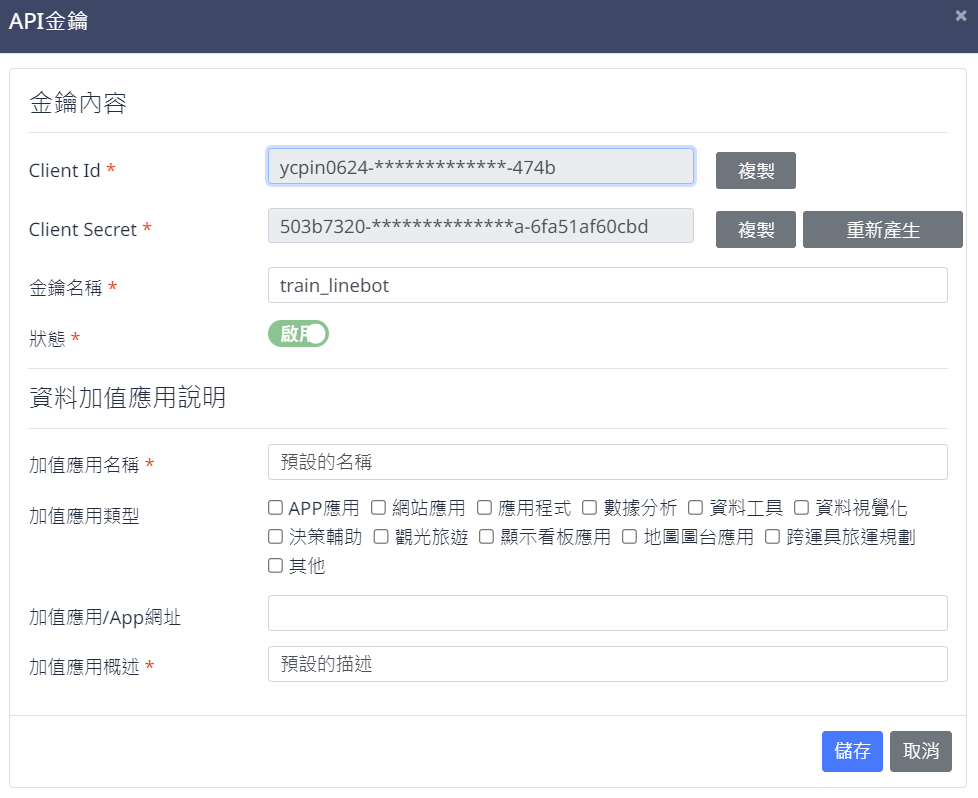 API金鑰
×
金鑰內容
Client Id * ycpin0624-*************-474b 複製
Client Secret * 503b7320-**************a-6fa51af60cbd 複製 重新產生
金鑰名稱 * train_linebot
狀態 * 啟用
資料加值應用說明
加值應用名稱 * 預設的名稱
加值應用類型 APP應用 網站應用 應用程式 數據分析 資料工具 資料視覺化
決策輔助 觀光旅遊 顯示看板應用 地圖圖台應用 跨運具旅運規劃
其他
加值應用/App網址
加值應用概述 * 預設的描述
儲存 取消